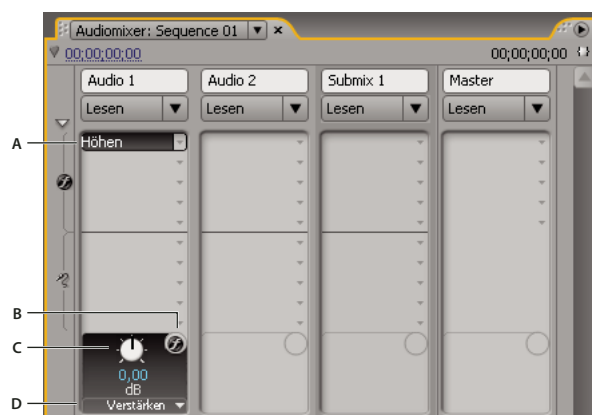 Audiomixer: Sequence 01
00;00;00;00 00;00;00;00
Audio 1 Audio 2 Submix 1 Master
Lesen Lesen Lesen Lesen
A Höhen
B
C
0,00
dB
D Verstärken